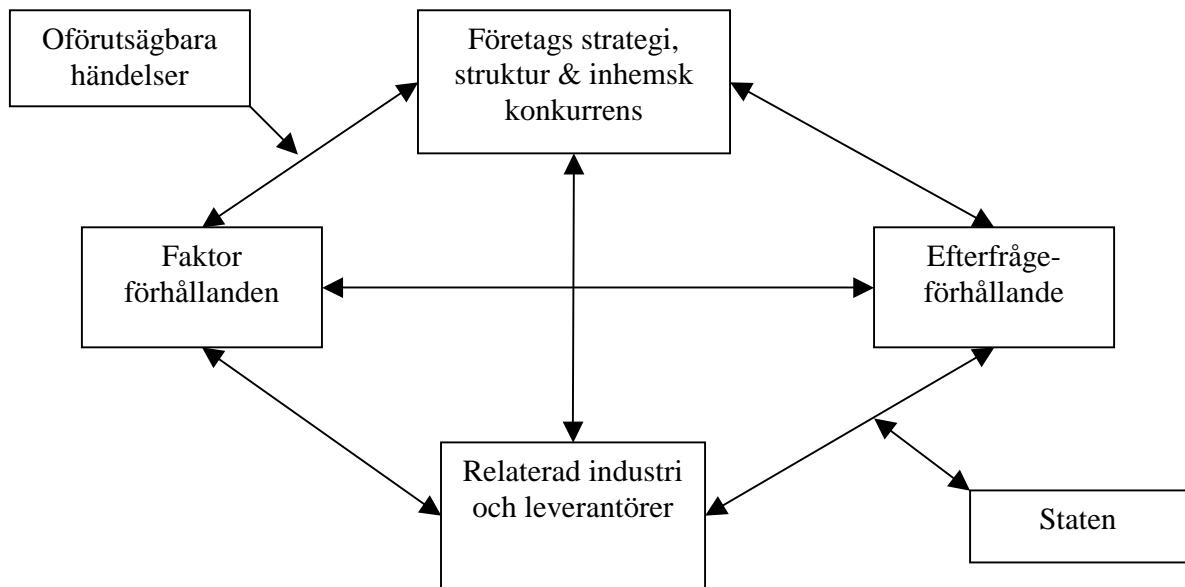 Oförutsägbara
händelser
Företags strategi,
struktur & inhemsk
konkurrens
Faktor
förhållanden
Efterfråge-
förhållande
Relaterad industri
och leverantörer
Staten